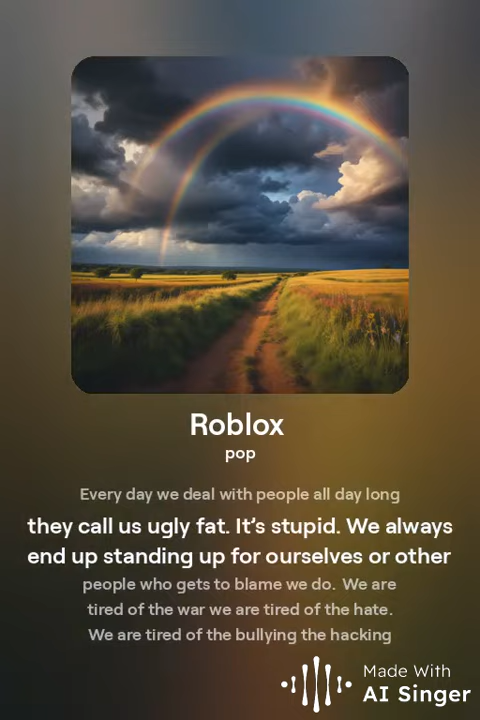 Roblox
pop
Every day we deal with people all day long
they call us ugly fat. It's stupid. We always
end up standing up for ourselves or other
people who gets to blame we do. We are
tired of the war we are tired of the hate.
We are tired of the bullying the hacking
Made With
AI Singer